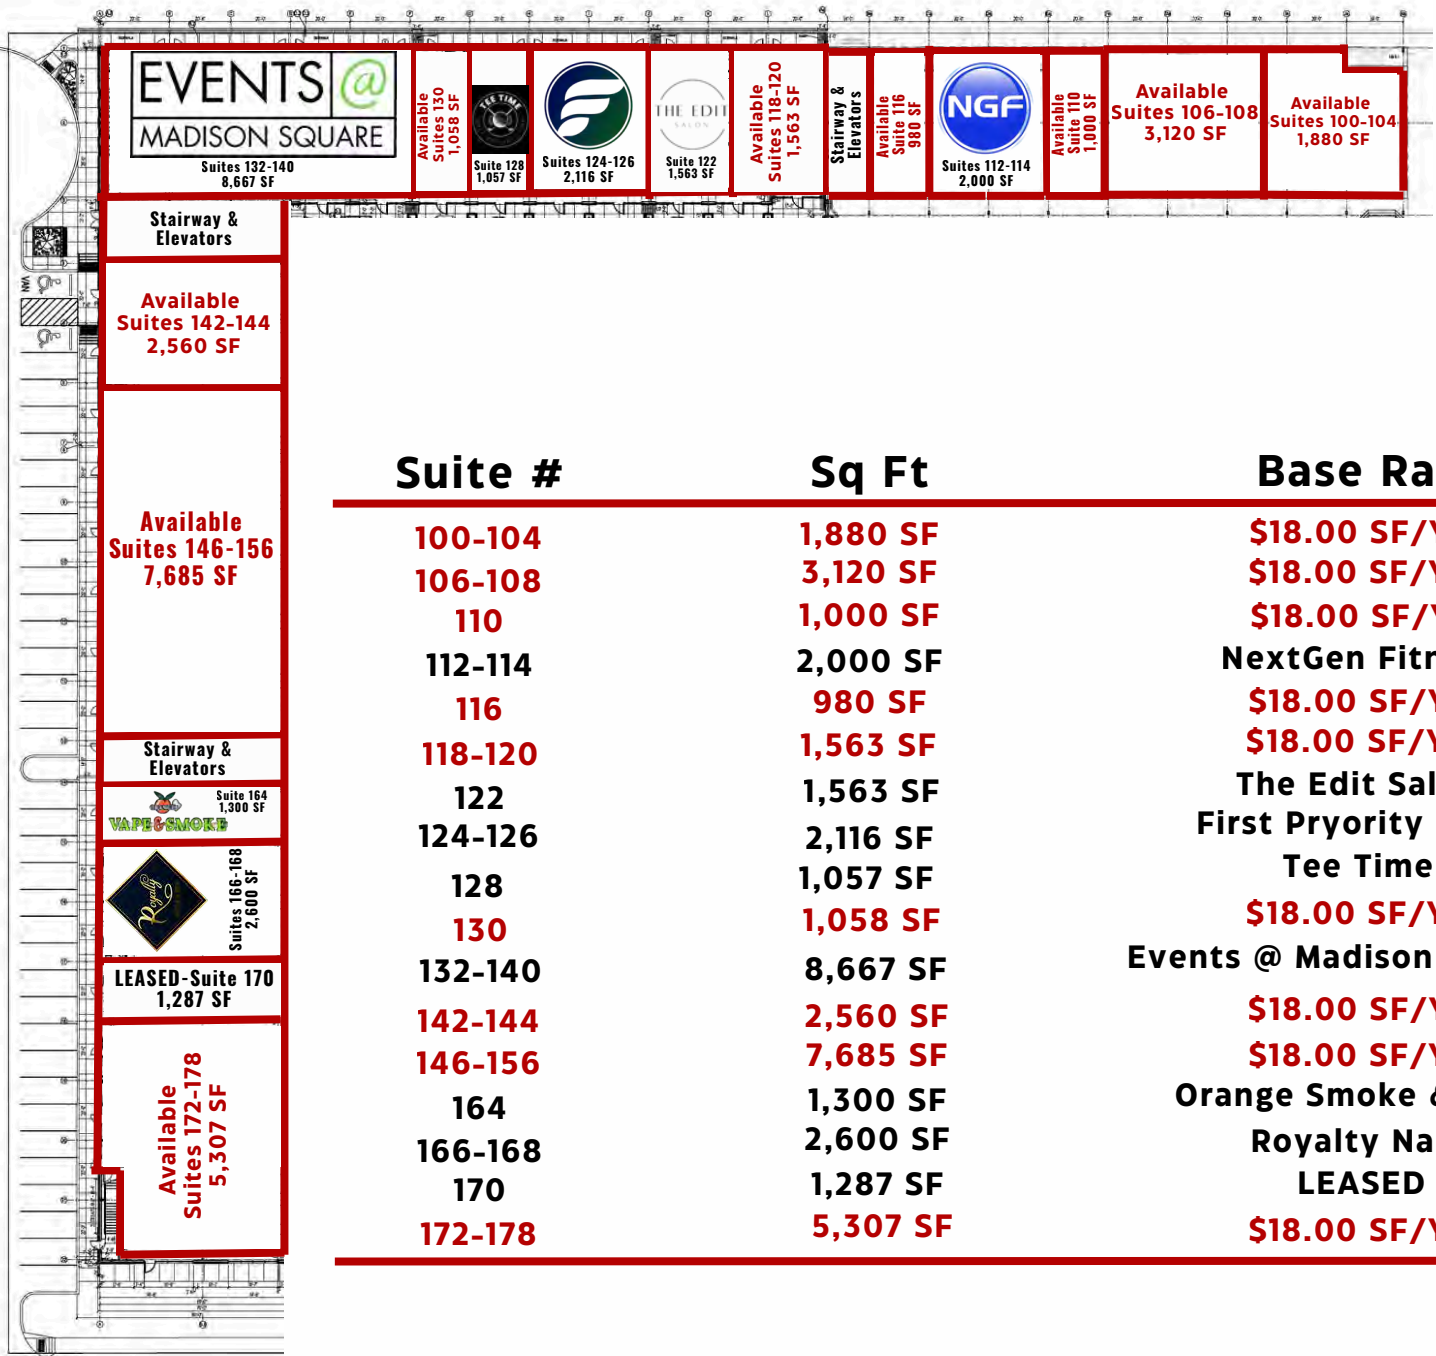 EVENTS @
MADISON SQUARE
Suites 132-140
8,667 SF
Available
Suites 130
1,058 SF
TEE TIME
Suite 128
1,057 SF
Suites 124-126
2,116 SF
THE EDIT
SALON
Suite 122
1,563 SF
Available
Suites 118-120
1,563 SF
Stairway &
Elevators
Available
Suite 116
980 SF
NGF
Suites 112-114
2,000 SF
Available
Suite 110
1,000 SF
Available
Suites 106-108
3,120 SF
Available
Suites 100-104
1,880 SF
Stairway &
Elevators
VAN
Available
Suites 142-144
2,560 SF
Available
Suites 146-156
7,685 SF
Stairway &
Elevators
Suite 164
1,300 SF
VAPE&SMOKE
Royalty
Suites 166-168
2,600 SF
LEASED-Suite 170
1,287 SF
Available
Suites 172-178
5,307 SF
Suite # Sq Ft Base Ra
100-104 1,880 SF $18.00 SF/Y
106-108 3,120 SF $18.00 SF/Y
110 1,000 SF $18.00 SF/Y
112-114 2,000 SF NextGen Fitn
116 980 SF $18.00 SF/Y
118-120 1,563 SF $18.00 SF/Y
122 1,563 SF The Edit Sal
124-126 2,116 SF First Pryority
128 1,057 SF Tee Time
130 1,058 SF $18.00 SF/Y
132-140 8,667 SF Events @ Madison
142-144 2,560 SF $18.00 SF/Y
146-156 7,685 SF $18.00 SF/Y
164 1,300 SF Orange Smoke &
166-168 2,600 SF Royalty Na
170 1,287 SF LEASED
172-178 5,307 SF $18.00 SF/Y